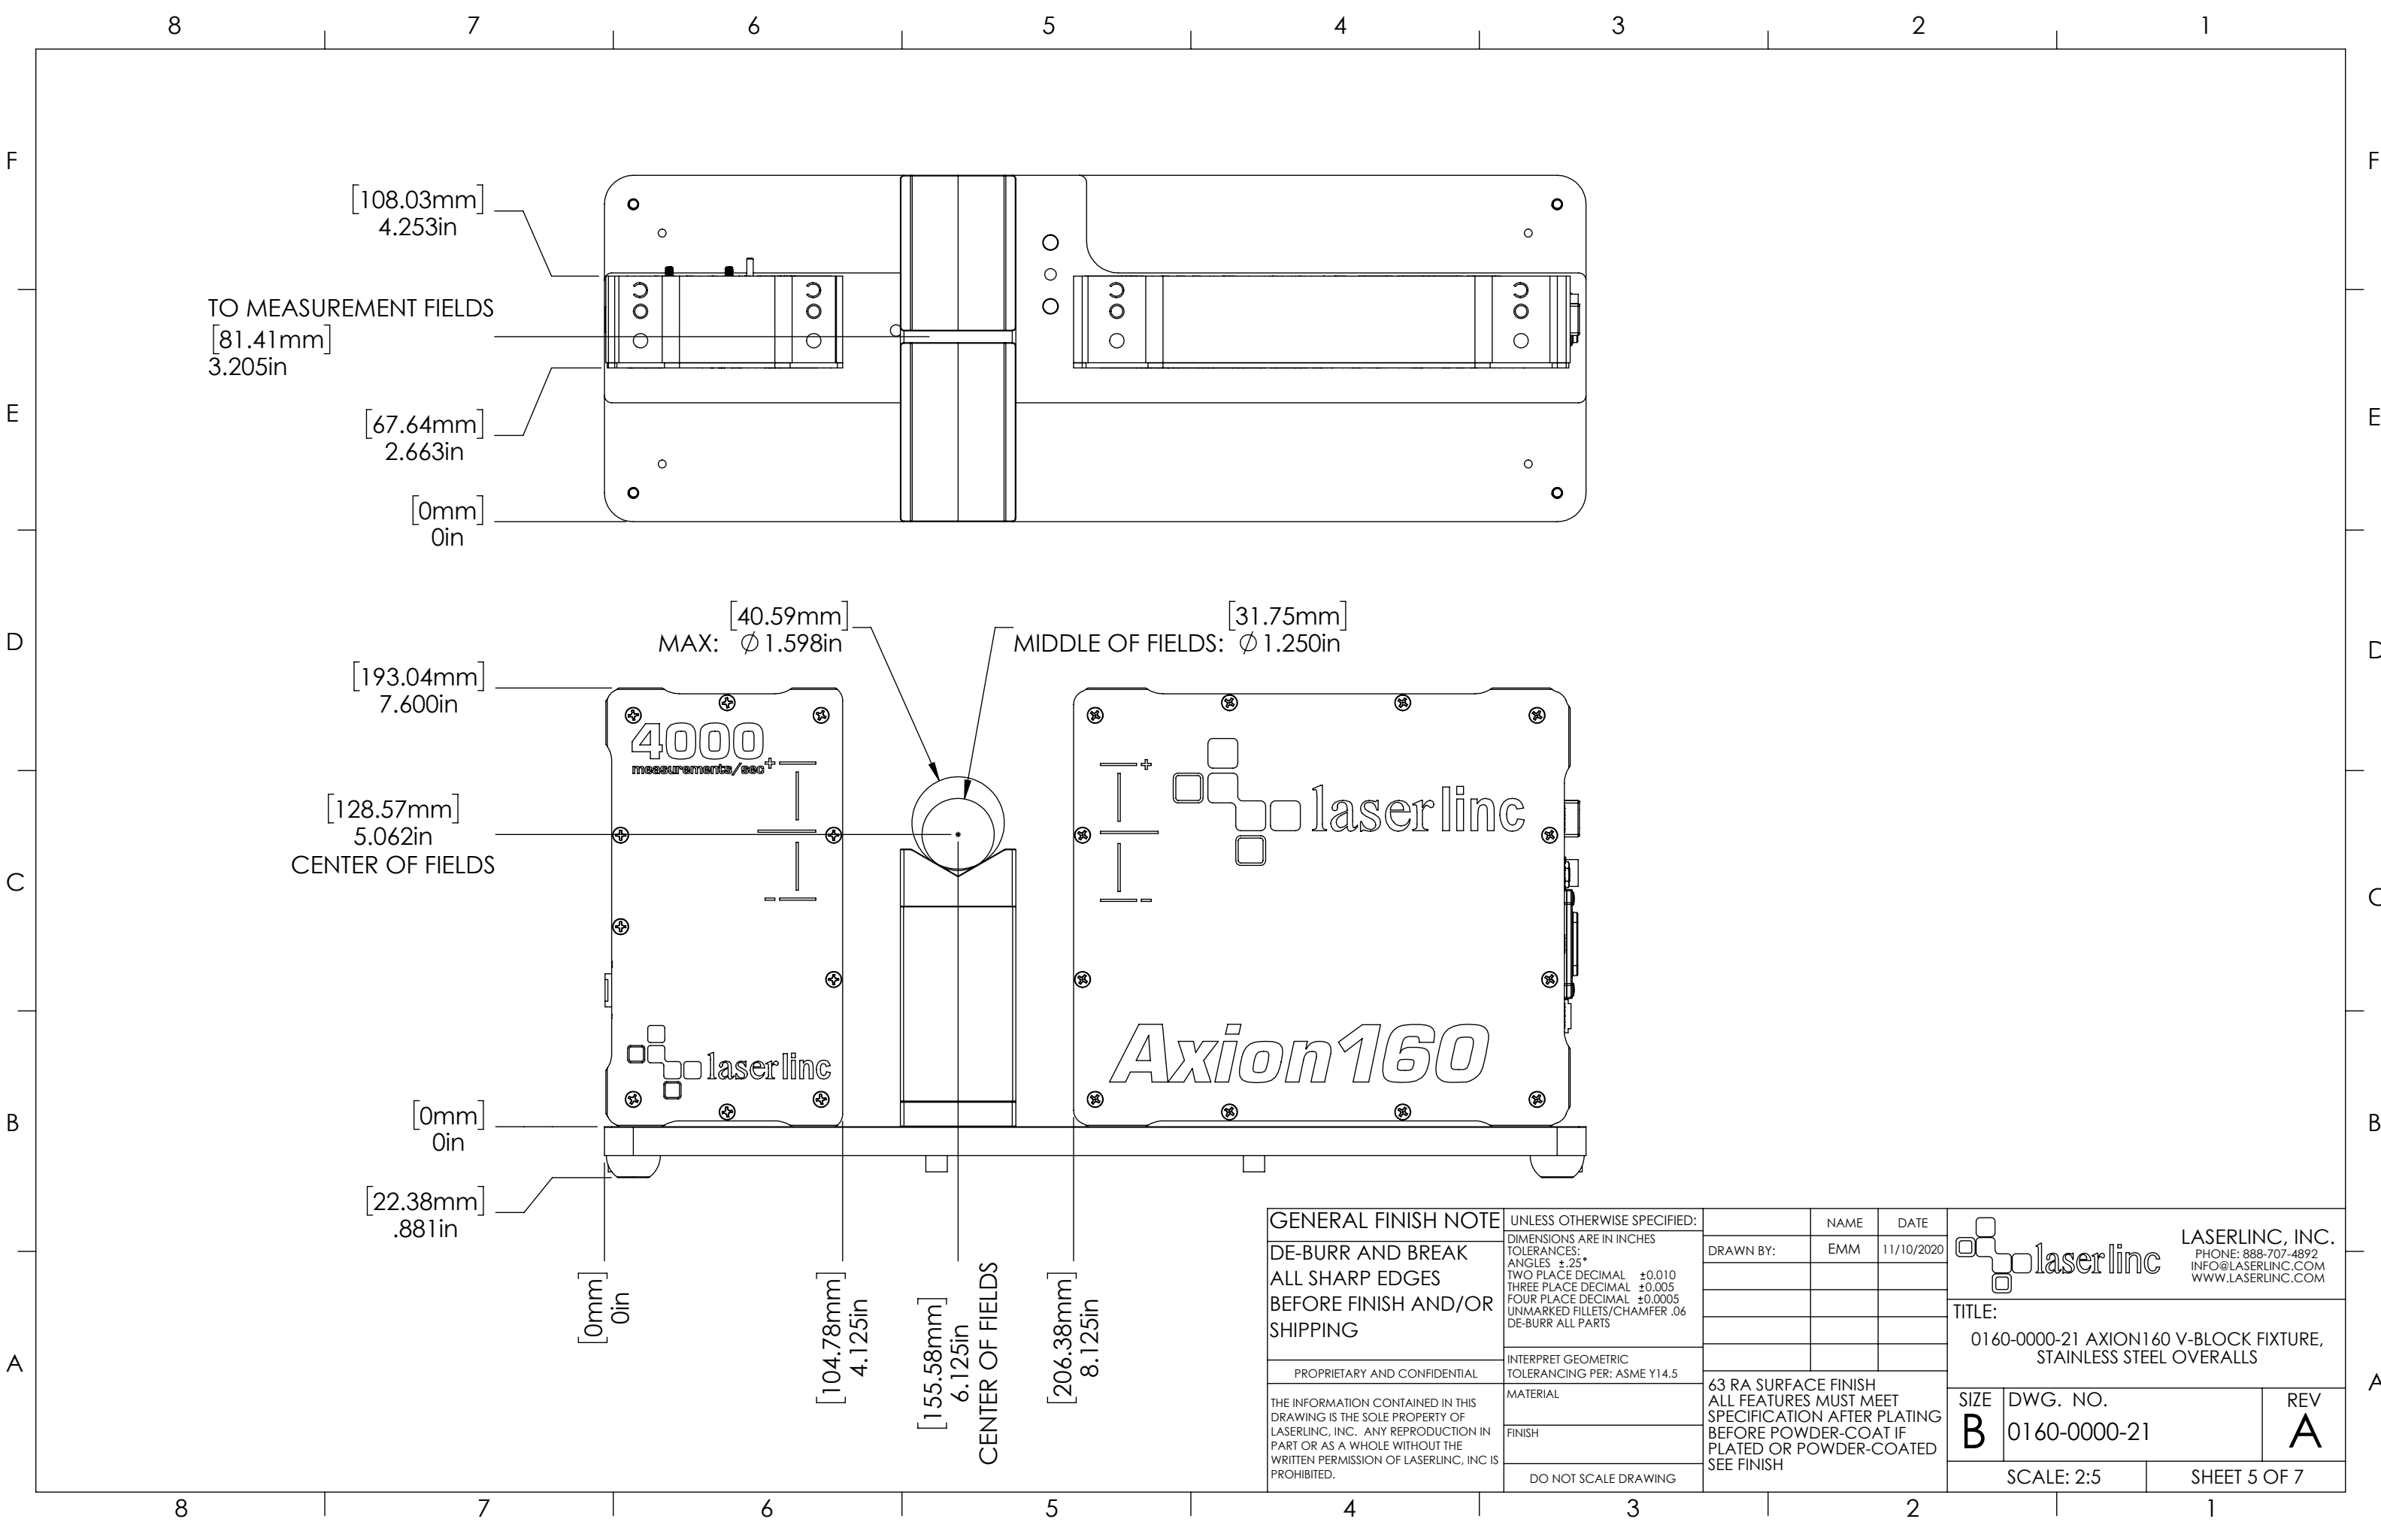 8 7 6 5 4 3 2 1
F
F
[108.03mm]
4.253in
TO MEASUREMENT FIELDS
[81.41mm]
3.205in
E
E
[67.64mm]
2.663in
[0mm]
0in
D
D
[40.59mm]
MAX: ∅1.598in
[31.75mm]
MIDDLE OF FIELDS: ∅1.250in
[193.04mm]
7.600in
4000
measurements/sec
+
+
laserlinc
[128.57mm]
5.062in
CENTER OF FIELDS
-
-
C
C
Axion160
laserlinc
B
B
[0mm]
0in
[22.38mm]
.881in
[0mm]
0in
[104.78mm]
4.125in
[155.58mm]
6.125in
CENTER OF FIELDS
[206.38mm]
8.125in
A
A
GENERAL FINISH NOTE
DE-BURR AND BREAK
ALL SHARP EDGES
BEFORE FINISH AND/OR
SHIPPING
PROPRIETARY AND CONFIDENTIAL
THE INFORMATION CONTAINED IN THIS
DRAWING IS THE SOLE PROPERTY OF
LASERLINC, INC. ANY REPRODUCTION IN
PART OR AS A WHOLE WITHOUT THE
WRITTEN PERMISSION OF LASERLINC, INC IS
PROHIBITED.
UNLESS OTHERWISE SPECIFIED:
DIMENSIONS ARE IN INCHES
TOLERANCES:
ANGLES ±.25°
TWO PLACE DECIMAL ±0.010
THREE PLACE DECIMAL ±0.005
FOUR PLACE DECIMAL ±0.0005
UNMARKED FILLETS/CHAMFER .06
DE-BURR ALL PARTS
INTERPRET GEOMETRIC
TOLERANCING PER: ASME Y14.5
MATERIAL
FINISH
DO NOT SCALE DRAWING
NAME DATE
DRAWN BY: EMM 11/10/2020
63 RA SURFACE FINISH
ALL FEATURES MUST MEET
SPECIFICATION AFTER PLATING
BEFORE POWDER-COAT IF
PLATED OR POWDER-COATED
SEE FINISH
laserlinc
LASERLINC, INC.
PHONE: 888-707-4892
INFO@LASERLINC.COM
WWW.LASERLINC.COM
TITLE:
0160-0000-21 AXION160 V-BLOCK FIXTURE,
STAINLESS STEEL OVERALLS
SIZE
B
DWG. NO.
0160-0000-21
REV
A
SCALE: 2:5
SHEET 5 OF 7
8 7 6 5 4 3 2 1